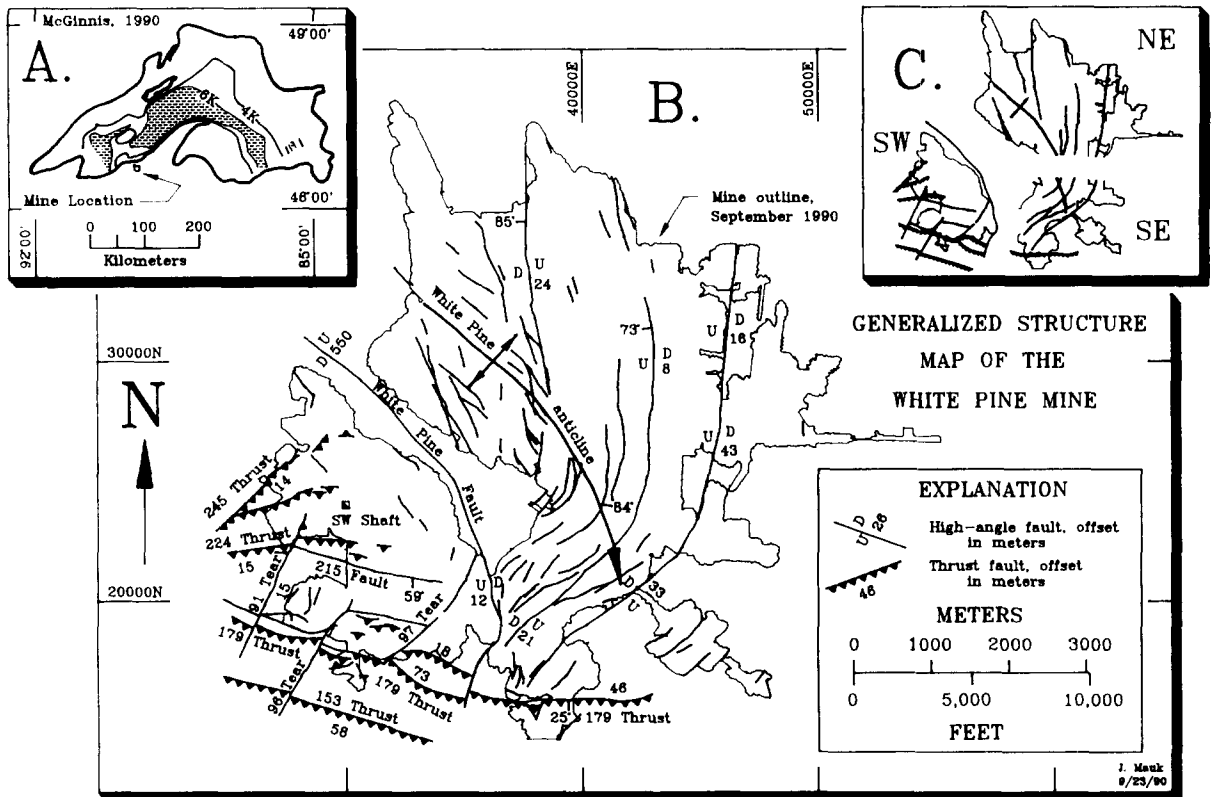 McGinnis, 1990
A.
49°00'
46°00'
92°00'
85°00'
6K
4K
Mine Location
0 100 200
Kilometers
B.
40000E
50000E
30000N
20000N
N
Mine outline,
September 1990
85°
U
D
24
White Pine
anticline
U
D 550
White Pine Fault
73°
U D
8
U D
16
U D
43
84°
D
U
33
245 Thrust
14
SW Shaft
224 Thrust
15
215 Fault
59°
91 Tear
15
U D
12
D U
21
97 Tear
179 Thrust
18
73
179 Thrust
96 Tear
153 Thrust
58
46
25° 179 Thrust
C.
NE
SW
SE
GENERALIZED STRUCTURE
MAP OF THE
WHITE PINE MINE
EXPLANATION
D
U 26
High-angle fault, offset
in meters
Thrust fault, offset
in meters
46
METERS
0 1000 2000 3000
0 5,000 10,000
FEET
J. Mauk
9/23/90